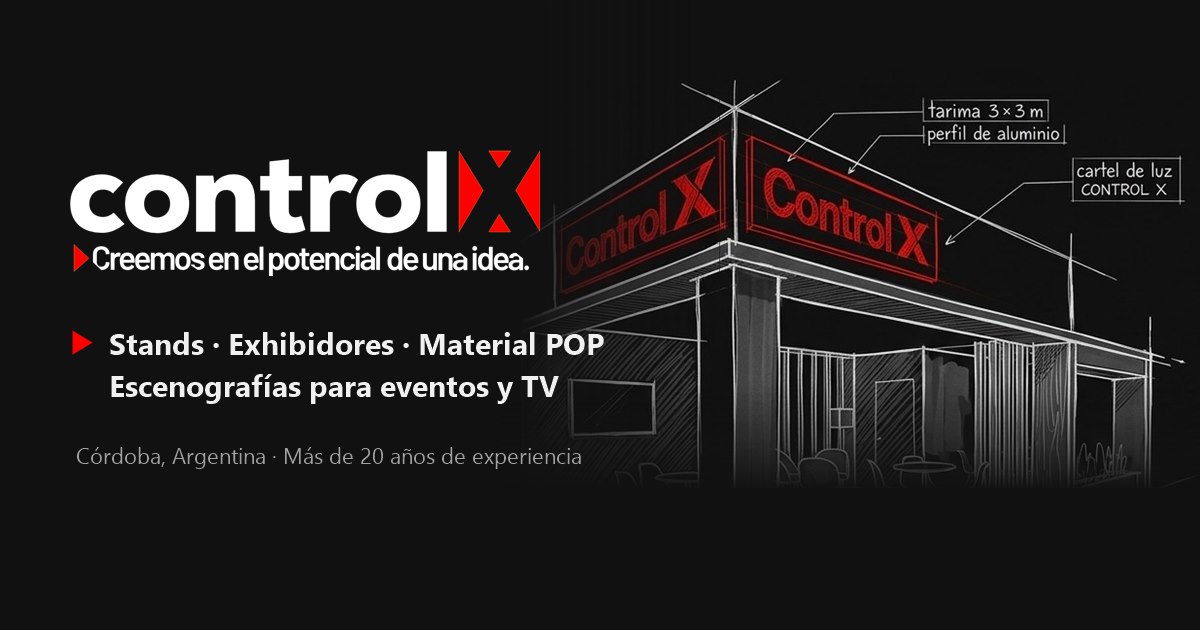 controlX
Creemos en el potencial de una idea.
Stands · Exhibidores · Material POP
Escenografías para eventos y TV
Córdoba, Argentina · Más de 20 años de experiencia
Control X
Control X
tarima 3 × 3 m
perfil de aluminio
cartel de luz
CONTROL X